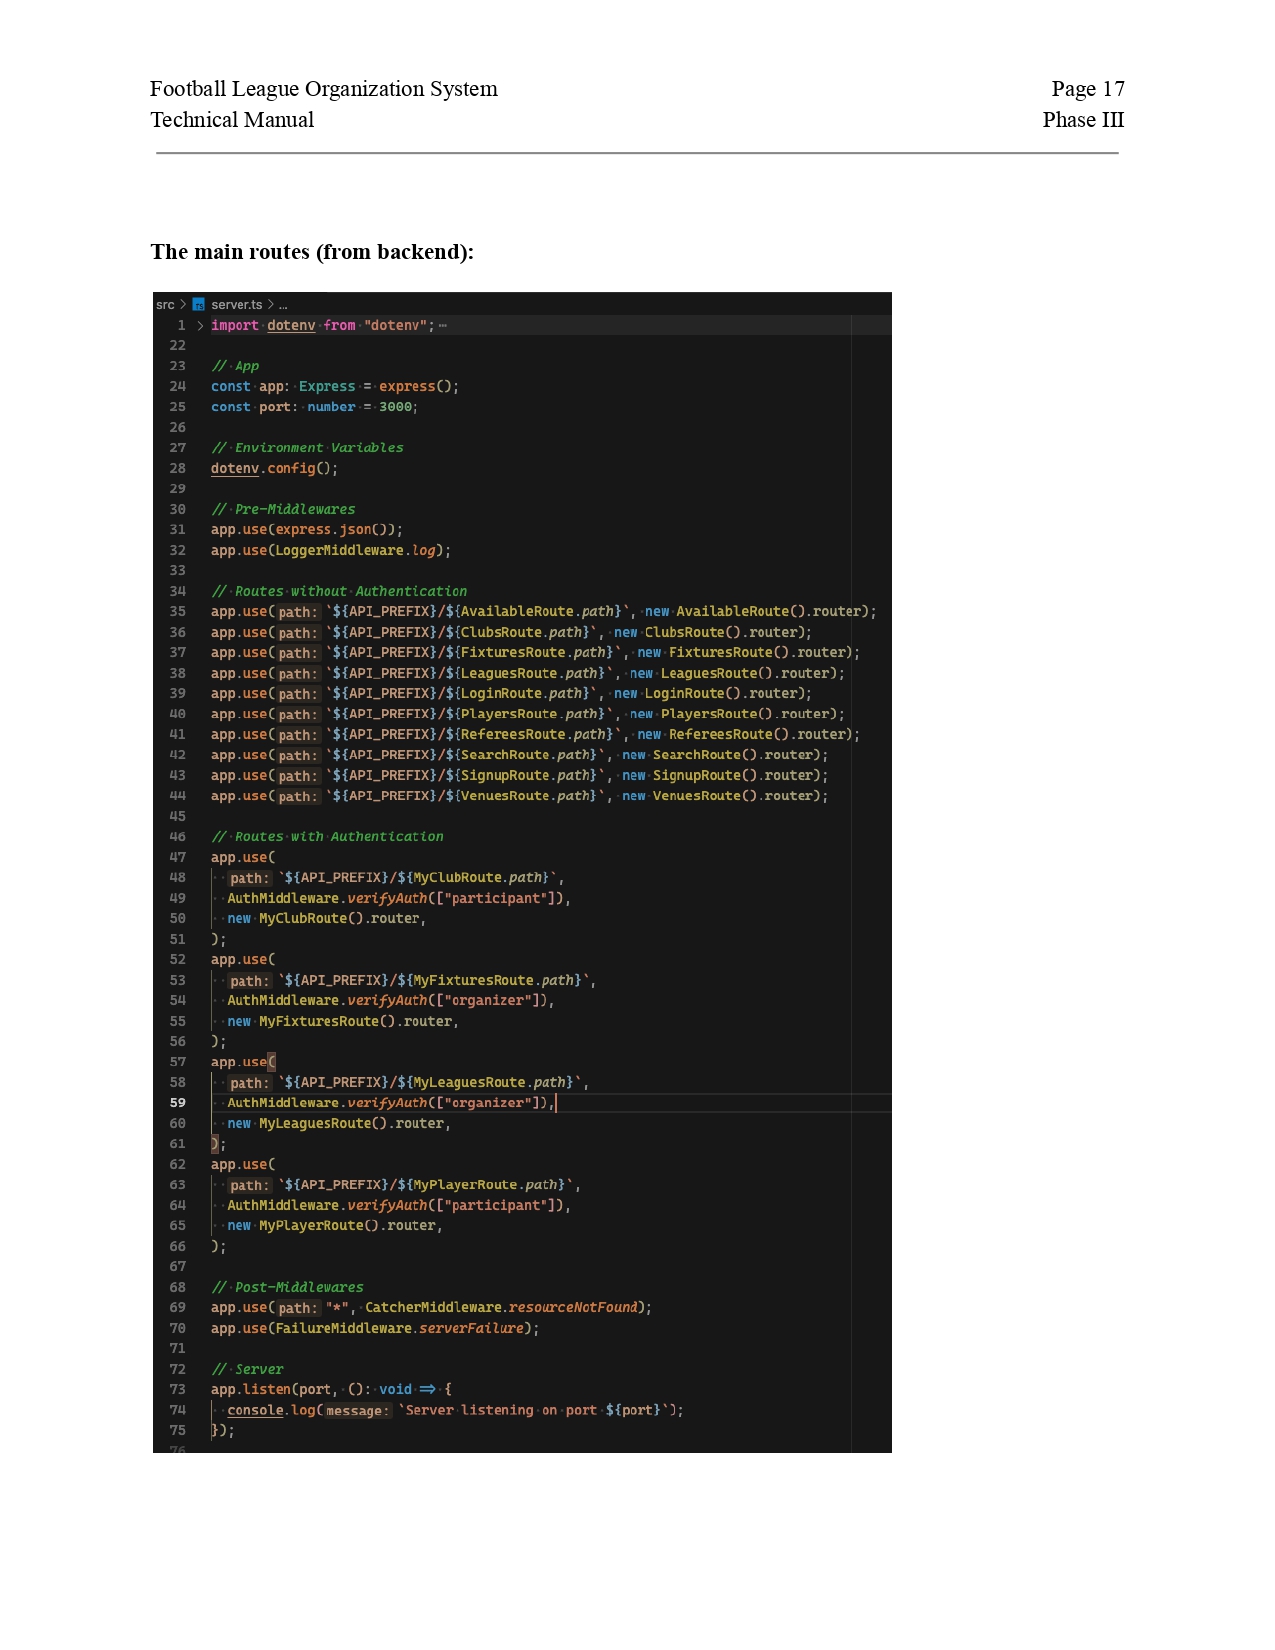 Football League Organization System Page 17
Technical Manual Phase III
The main routes (from backend):
src > TS server.ts > ...
1 > import dotenv from "dotenv"; ⋯
22
23 // App
24 const app: Express = express();
25 const port: number = 3000;
26
27 // Environment Variables
28 dotenv.config();
29
30 // Pre-Middlewares
31 app.use(express.json());
32 app.use(LoggerMiddleware.log);
33
34 // Routes without Authentication
35 app.use(path: `${API_PREFIX}/${AvailableRoute.path}`, new AvailableRoute().router);
36 app.use(path: `${API_PREFIX}/${ClubsRoute.path}`, new ClubsRoute().router);
37 app.use(path: `${API_PREFIX}/${FixturesRoute.path}`, new FixturesRoute().router);
38 app.use(path: `${API_PREFIX}/${LeaguesRoute.path}`, new LeaguesRoute().router);
39 app.use(path: `${API_PREFIX}/${LoginRoute.path}`, new LoginRoute().router);
40 app.use(path: `${API_PREFIX}/${PlayersRoute.path}`, new PlayersRoute().router);
41 app.use(path: `${API_PREFIX}/${RefereesRoute.path}`, new RefereesRoute().router);
42 app.use(path: `${API_PREFIX}/${SearchRoute.path}`, new SearchRoute().router);
43 app.use(path: `${API_PREFIX}/${SignupRoute.path}`, new SignupRoute().router);
44 app.use(path: `${API_PREFIX}/${VenuesRoute.path}`, new VenuesRoute().router);
45
46 // Routes with Authentication
47 app.use(
48 path: `${API_PREFIX}/${MyClubRoute.path}`,
49 AuthMiddleware.verifyAuth(["participant"]),
50 new MyClubRoute().router,
51 );
52 app.use(
53 path: `${API_PREFIX}/${MyFixturesRoute.path}`,
54 AuthMiddleware.verifyAuth(["organizer"]),
55 new MyFixturesRoute().router,
56 );
57 app.use(
58 path: `${API_PREFIX}/${MyLeaguesRoute.path}`,
59 AuthMiddleware.verifyAuth(["organizer"]),
60 new MyLeaguesRoute().router,
61 );
62 app.use(
63 path: `${API_PREFIX}/${MyPlayerRoute.path}`,
64 AuthMiddleware.verifyAuth(["participant"]),
65 new MyPlayerRoute().router,
66 );
67
68 // Post-Middlewares
69 app.use(path: "*", CatcherMiddleware.resourceNotFound);
70 app.use(FailureMiddleware.serverFailure);
71
72 // Server
73 app.listen(port, (): void => {
74 console.log(message: `Server listening on port ${port}`);
75 });
76